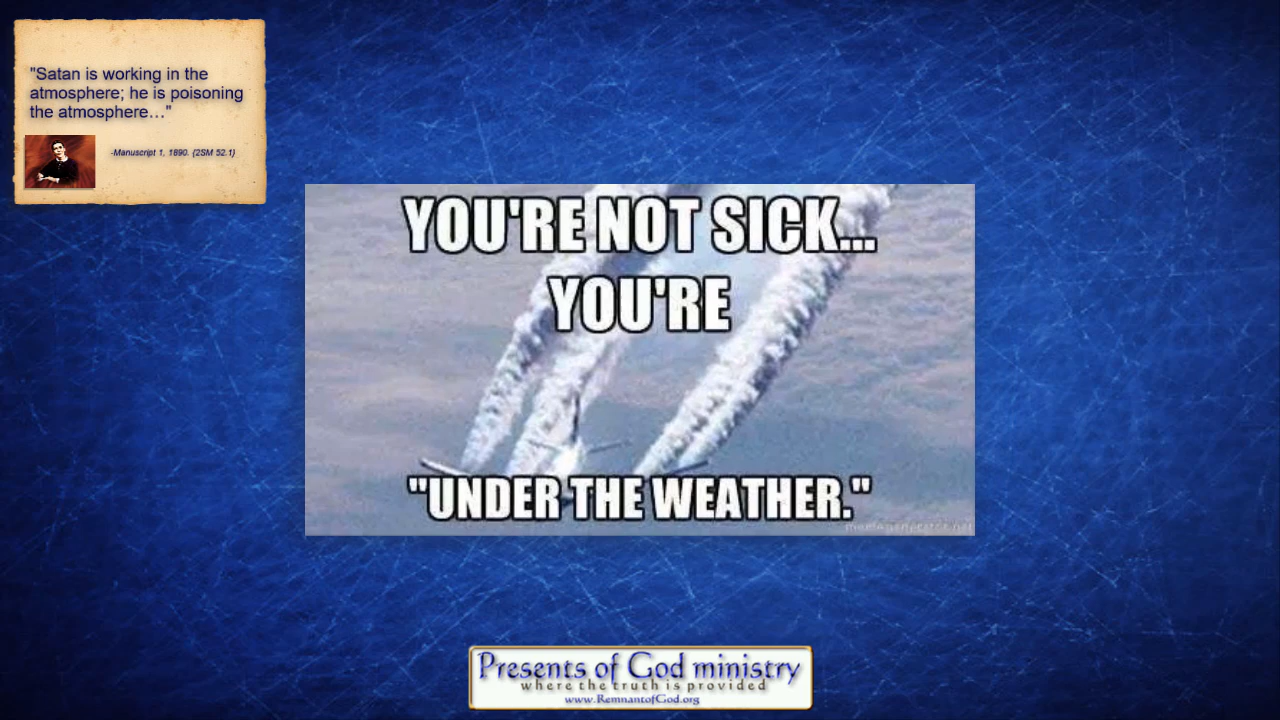 "Satan is working in the
atmosphere; he is poisoning
the atmosphere…"
-Manuscript 1, 1890. {2SM 52.1}
YOU'RE NOT SICK...
YOU'RE
"UNDER THE WEATHER."
Presents of God ministry
where the truth is provided
www.RemnantofGod.org